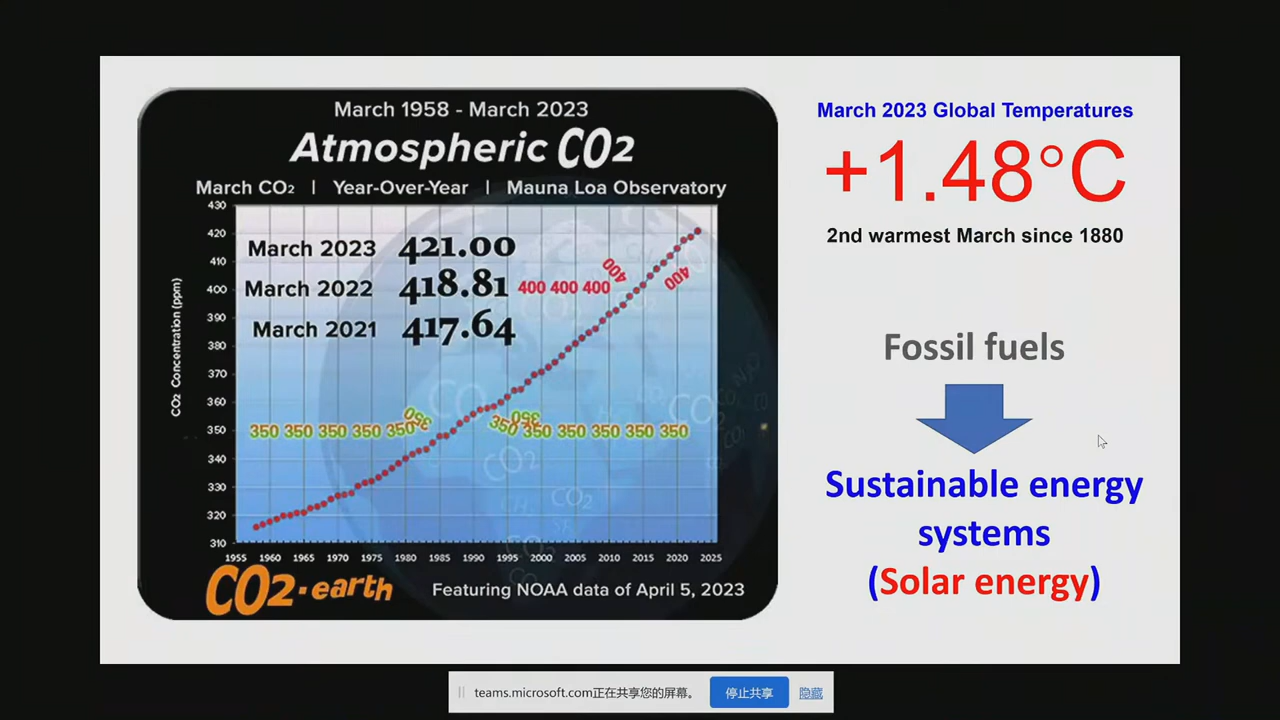 March 1958 - March 2023
Atmospheric CO2
March CO2 | Year-Over-Year | Mauna Loa Observatory
CO2 Concentration (ppm)
430
420
410
400
390
380
370
360
350
340
330
320
310
March 2023 421.00
March 2022 418.81
March 2021 417.64
400 400 400 400 400
350 350 350 350 350 350 350 350 350 350 350 350 350
1955 1960 1965 1970 1975 1980 1985 1990 1995 2000 2005 2010 2015 2020 2025
CO2 CO2 CO2 CO2 CO2
CO2.earth
Featuring NOAA data of April 5, 2023
March 2023 Global Temperatures
+1.48°C
2nd warmest March since 1880
Fossil fuels
Sustainable energy
systems
(Solar energy)
teams.microsoft.com正在共享您的屏幕。 停止共享 隐藏